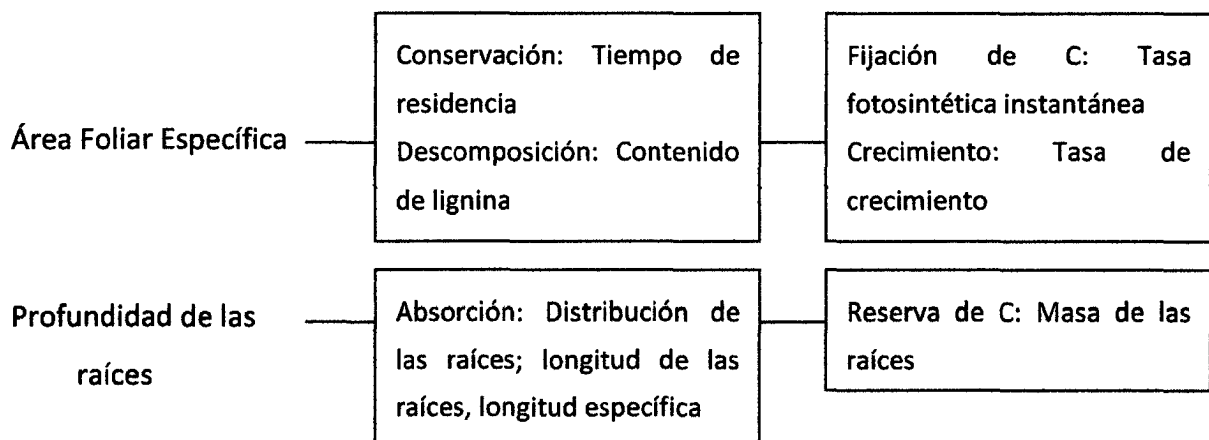 Área Foliar Específica
Conservación: Tiempo de
residencia
Descomposición: Contenido
de lignina
Fijación de C: Tasa
fotosintética instantánea
Crecimiento: Tasa de
crecimiento
Profundidad de las
raíces
Absorción: Distribución de
las raíces; longitud de las
raíces, longitud específica
Reserva de C: Masa de las
raíces